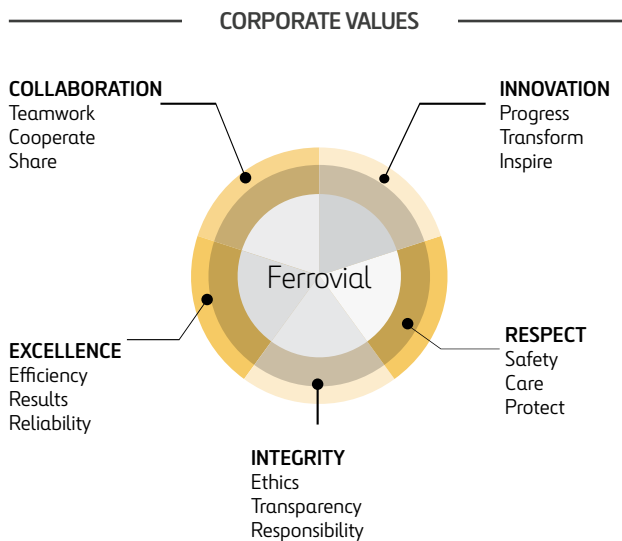 CORPORATE VALUES
COLLABORATION
Teamwork
Cooperate
Share
INNOVATION
Progress
Transform
Inspire
Ferrovial
EXCELLENCE
Efficiency
Results
Reliability
RESPECT
Safety
Care
Protect
INTEGRITY
Ethics
Transparency
Responsibility